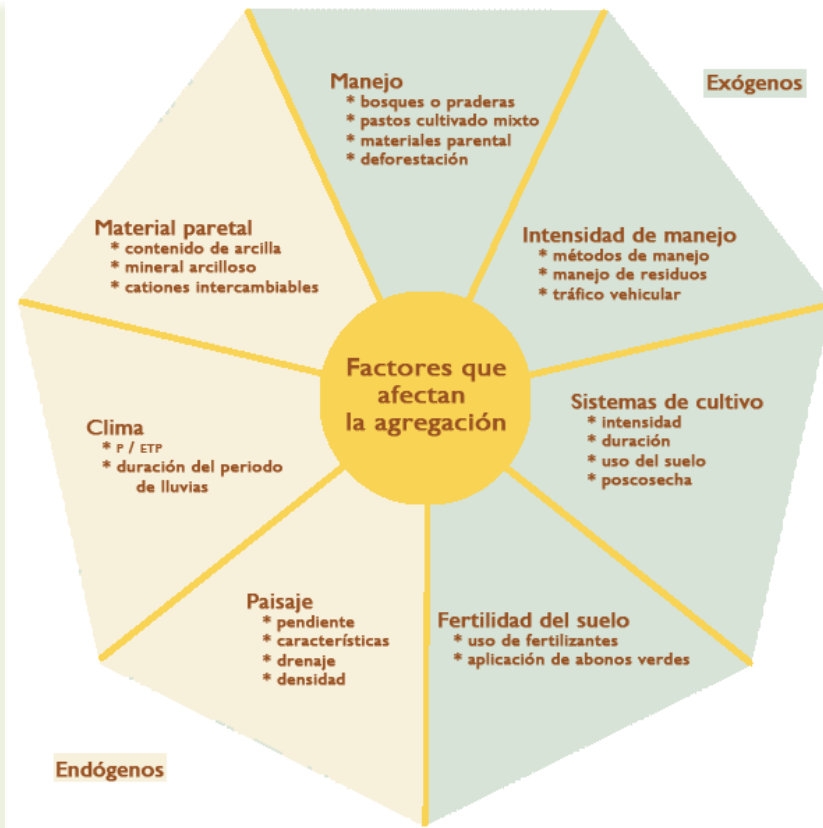 Manejo
* bosques o praderas
* pastos cultivado mixto
* materiales parental
* deforestación
Exógenos
Material paretal
* contenido de arcilla
* mineral arcilloso
* cationes intercambiables
Intensidad de manejo
* métodos de manejo
* manejo de residuos
* tráfico vehicular
Factores que
afectan
la agregación
Clima
* P / ETP
* duración del periodo
de lluvias
Sistemas de cultivo
* intensidad
* duración
* uso del suelo
* poscosecha
Paisaje
* pendiente
* características
* drenaje
* densidad
Fertilidad del suelo
* uso de fertilizantes
* aplicación de abonos verdes
Endógenos